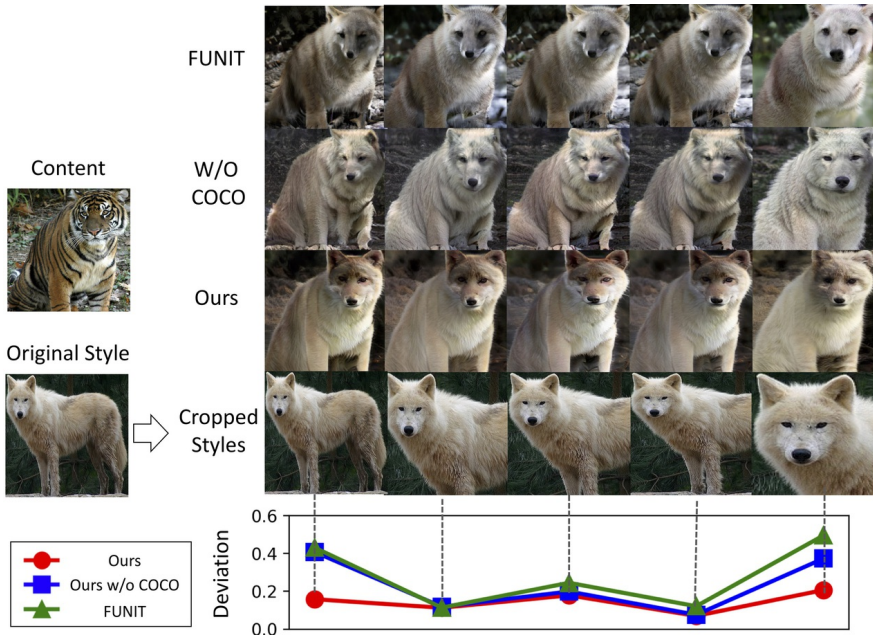 FUNIT
W/O
COCO
Content
Ours
Original Style
Cropped
Styles
Deviation
0.6
0.4
0.2
0.0
Ours
Ours w/o COCO
FUNIT